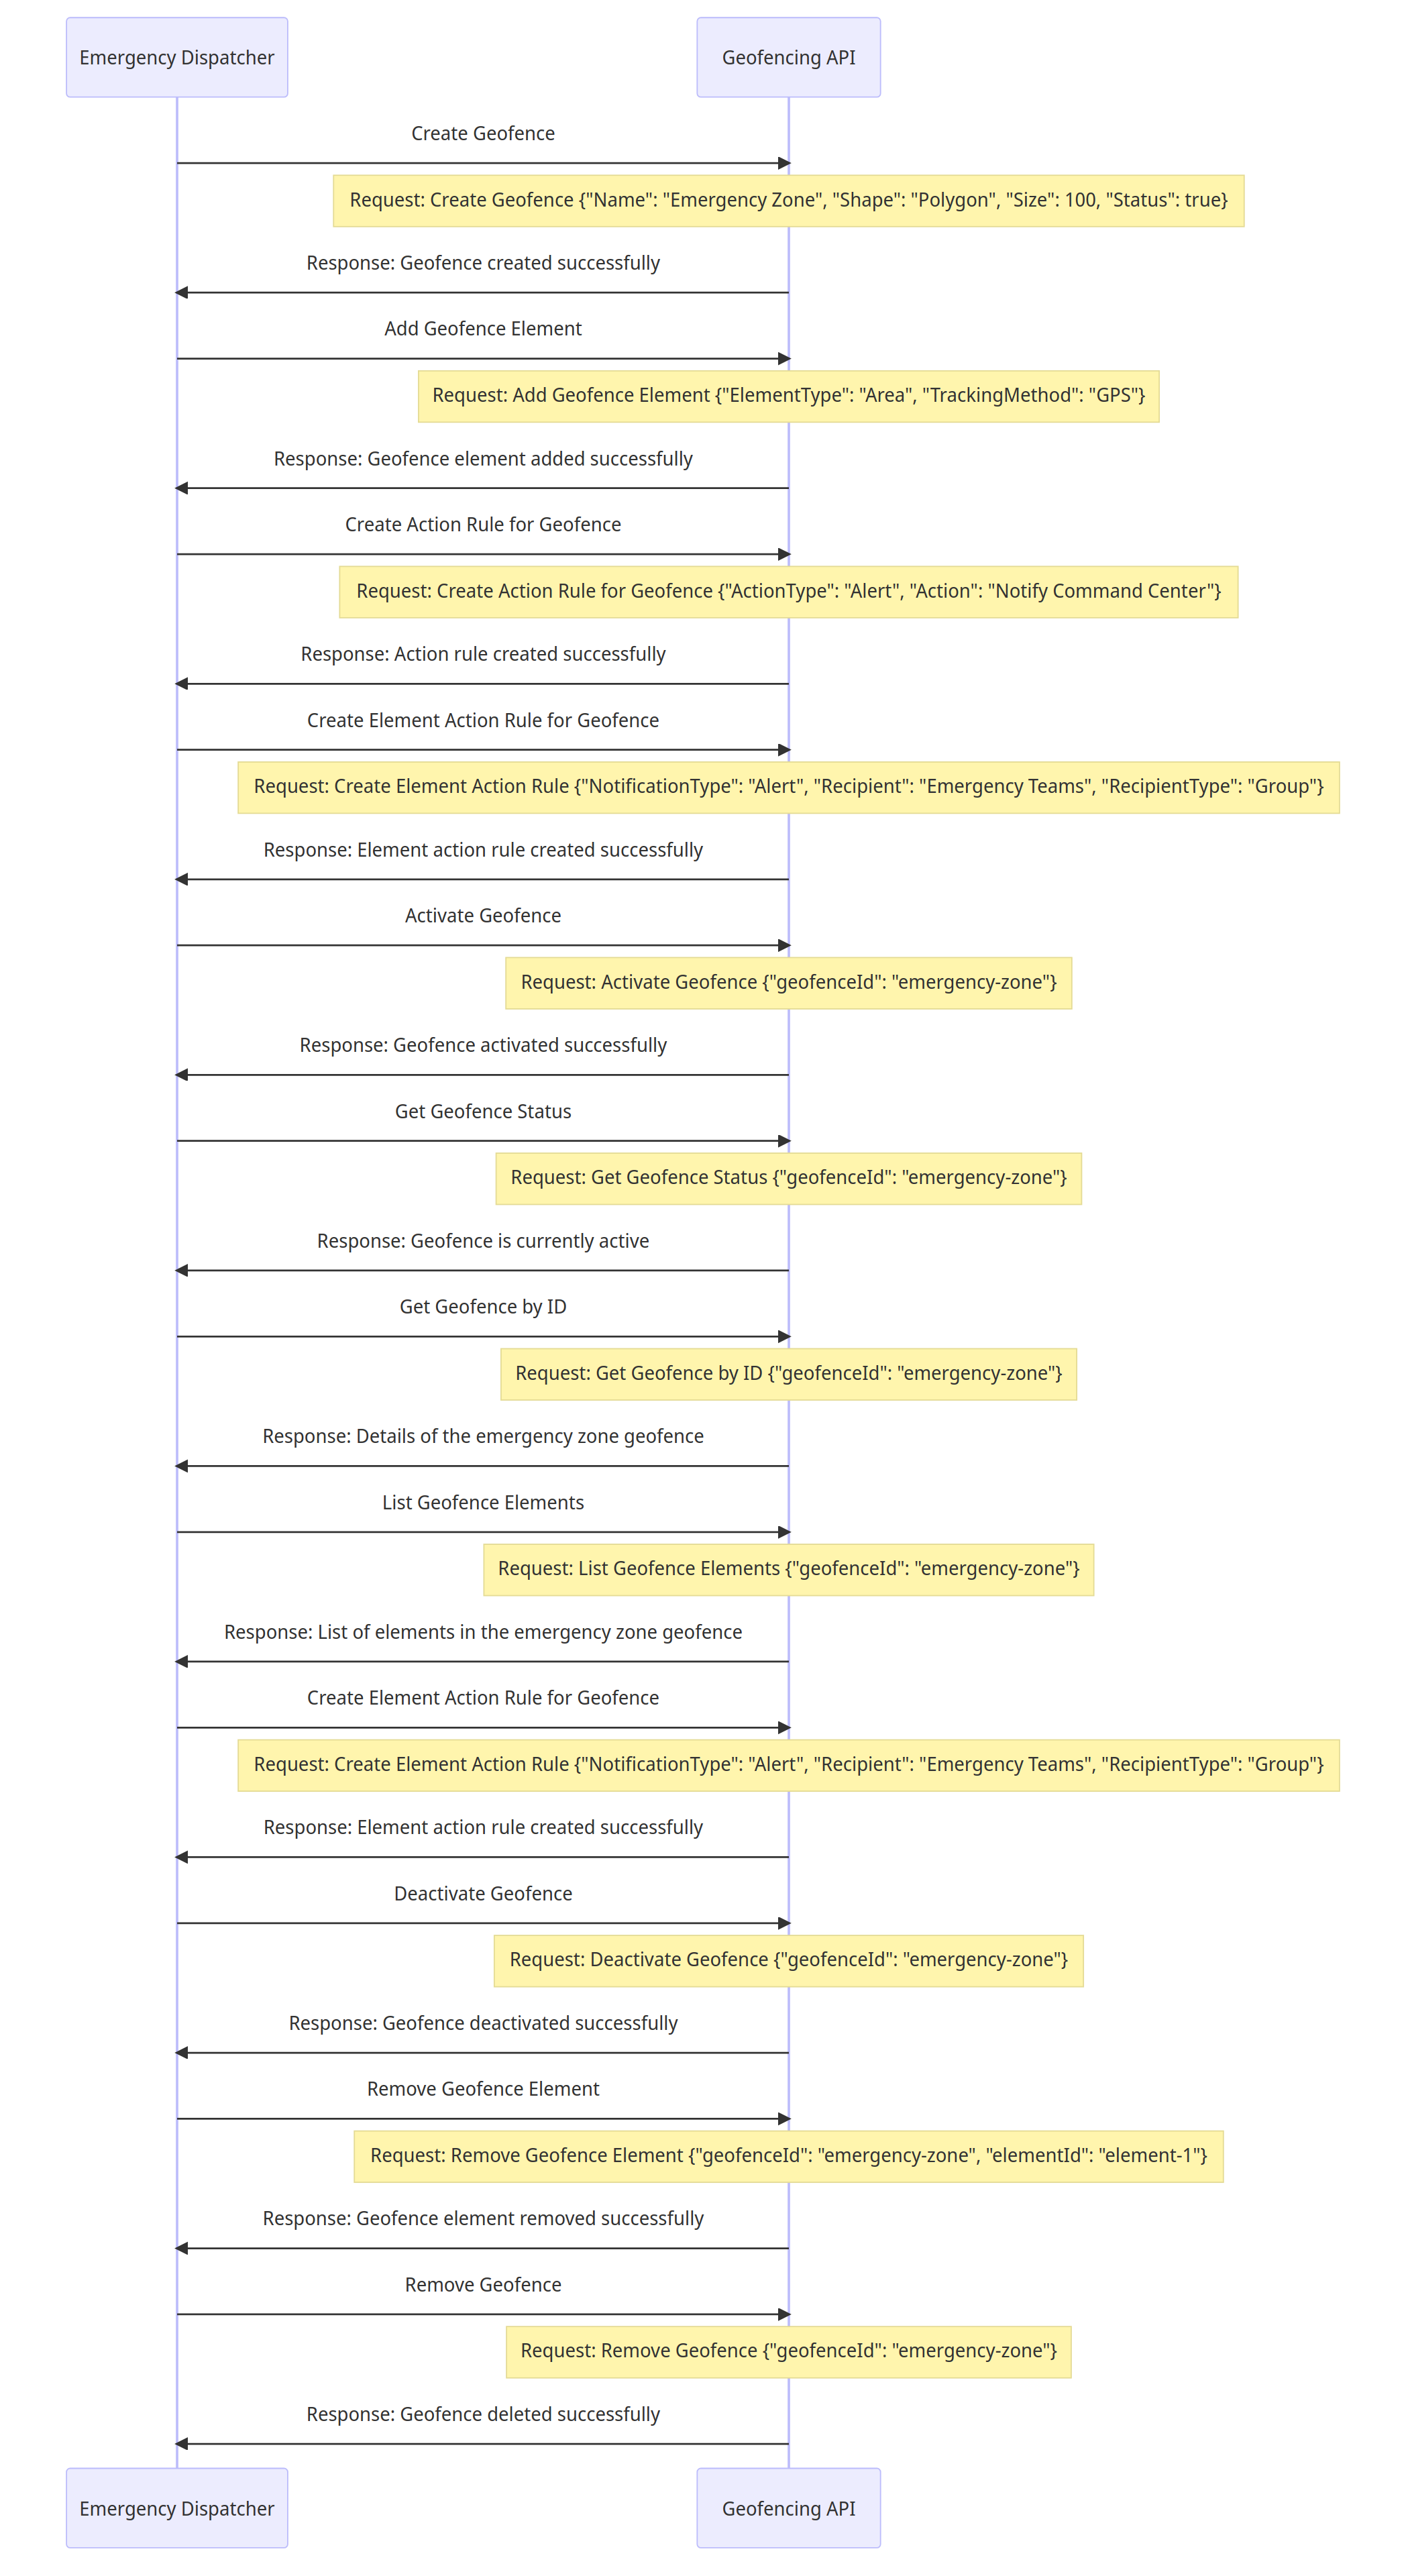 Emergency Dispatcher
Geofencing API
Create Geofence
Request: Create Geofence {"Name": "Emergency Zone", "Shape": "Polygon", "Size": 100, "Status": true}
Response: Geofence created successfully
Add Geofence Element
Request: Add Geofence Element {"ElementType": "Area", "TrackingMethod": "GPS"}
Response: Geofence element added successfully
Create Action Rule for Geofence
Request: Create Action Rule for Geofence {"ActionType": "Alert", "Action": "Notify Command Center"}
Response: Action rule created successfully
Create Element Action Rule for Geofence
Request: Create Element Action Rule {"NotificationType": "Alert", "Recipient": "Emergency Teams", "RecipientType": "Group"}
Response: Element action rule created successfully
Activate Geofence
Request: Activate Geofence {"geofenceId": "emergency-zone"}
Response: Geofence activated successfully
Get Geofence Status
Request: Get Geofence Status {"geofenceId": "emergency-zone"}
Response: Geofence is currently active
Get Geofence by ID
Request: Get Geofence by ID {"geofenceId": "emergency-zone"}
Response: Details of the emergency zone geofence
List Geofence Elements
Request: List Geofence Elements {"geofenceId": "emergency-zone"}
Response: List of elements in the emergency zone geofence
Create Element Action Rule for Geofence
Request: Create Element Action Rule {"NotificationType": "Alert", "Recipient": "Emergency Teams", "RecipientType": "Group"}
Response: Element action rule created successfully
Deactivate Geofence
Request: Deactivate Geofence {"geofenceId": "emergency-zone"}
Response: Geofence deactivated successfully
Remove Geofence Element
Request: Remove Geofence Element {"geofenceId": "emergency-zone", "elementId": "element-1"}
Response: Geofence element removed successfully
Remove Geofence
Request: Remove Geofence {"geofenceId": "emergency-zone"}
Response: Geofence deleted successfully
Emergency Dispatcher
Geofencing API